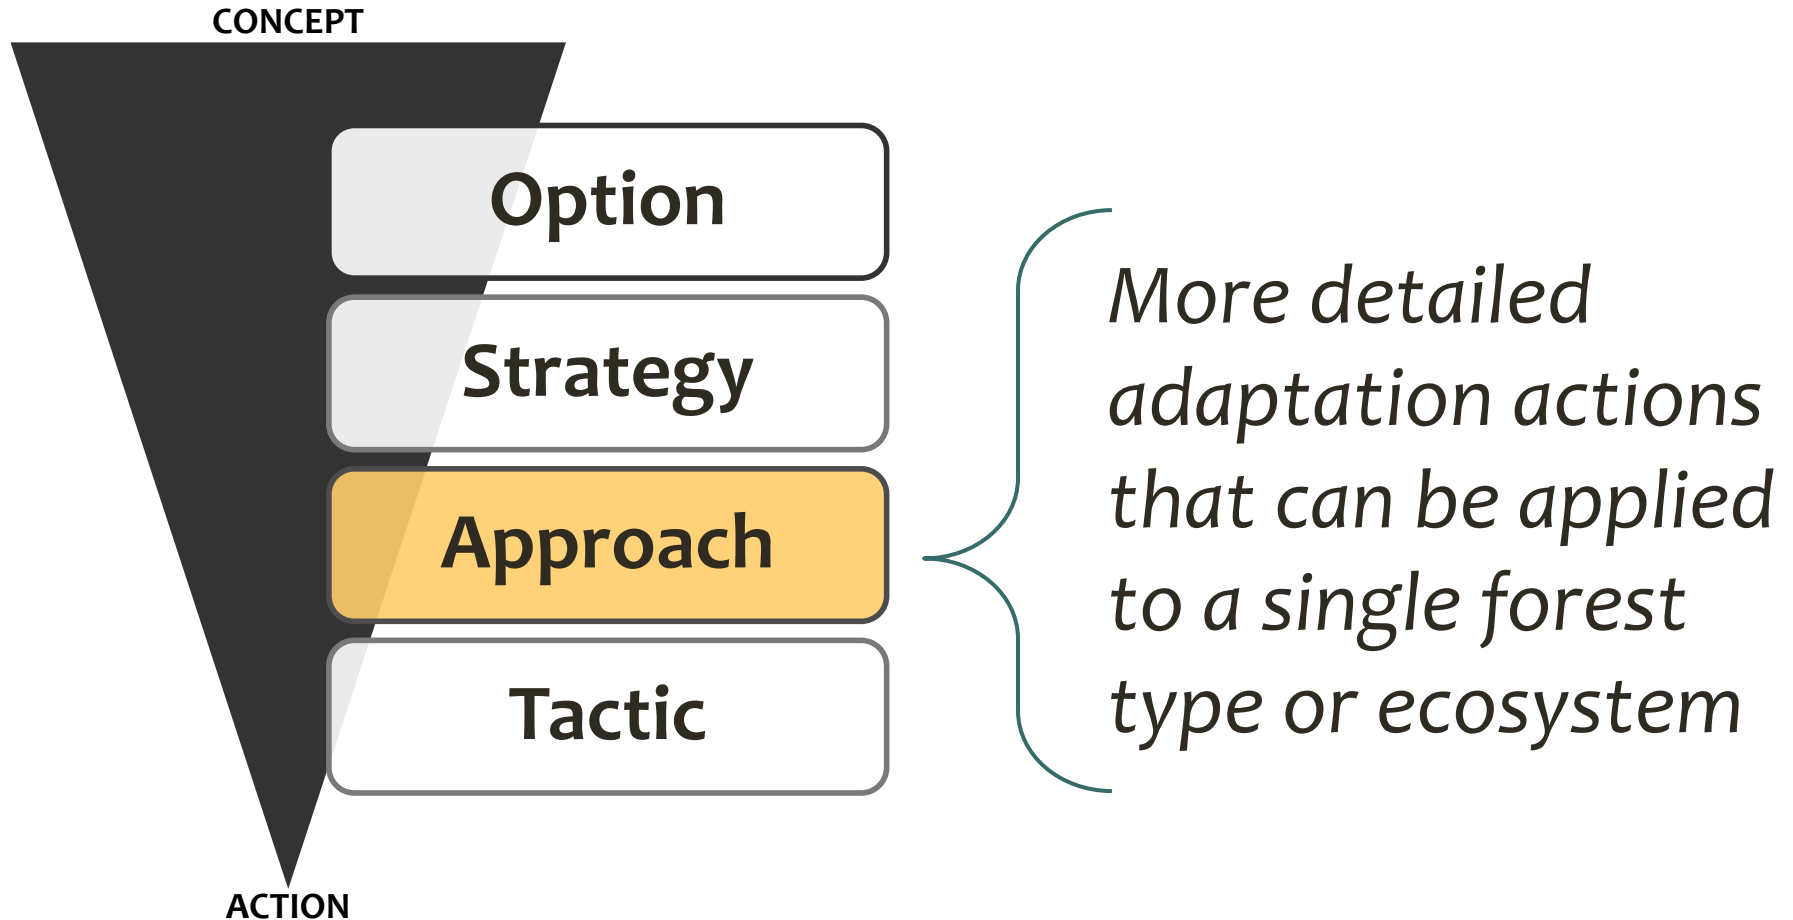 CONCEPT
Option
Strategy
Approach
Tactic
ACTION
More detailed
adaptation actions
that can be applied
to a single forest
type or ecosystem